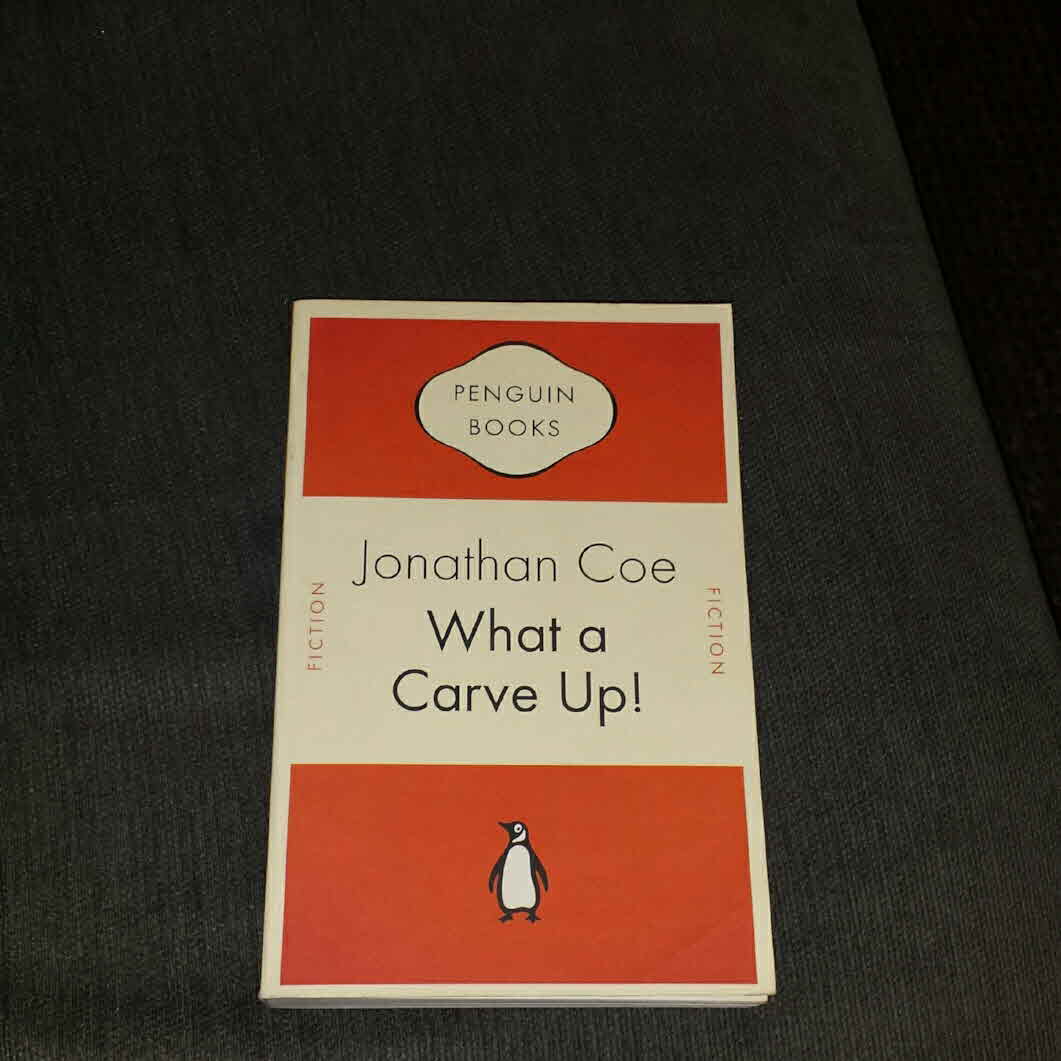 PENGUIN
BOOKS
Jonathan Coe
What a
Carve Up!
FICTION
FICTION